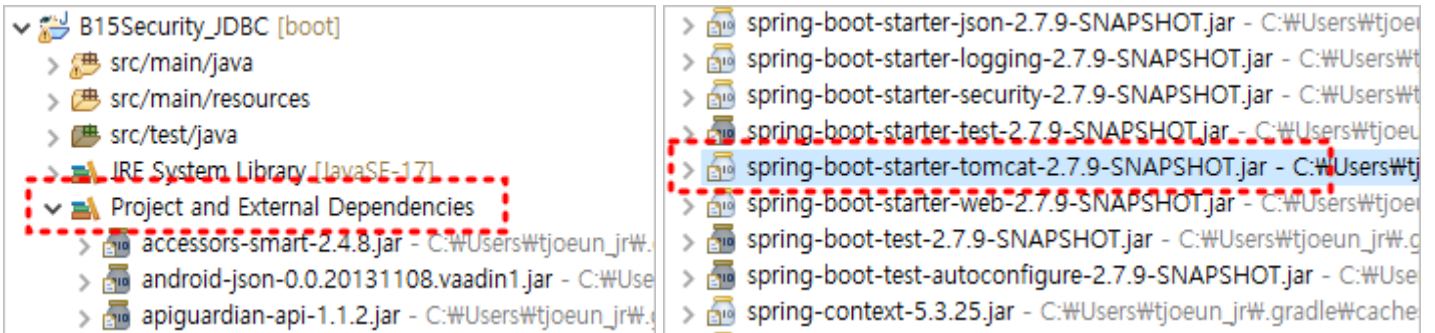 B15Security_JDBC [boot]
src/main/java
src/main/resources
src/test/java
JRE System Library [JavaSE-17]
Project and External Dependencies
accessors-smart-2.4.8.jar - C:₩Users₩tjoeun_jr₩.
android-json-0.0.20131108.vaadin1.jar - C:₩Use
apiguardian-api-1.1.2.jar - C:₩Users₩tjoeun_jr₩.
spring-boot-starter-json-2.7.9-SNAPSHOT.jar - C:₩Users₩tjoeu
spring-boot-starter-logging-2.7.9-SNAPSHOT.jar - C:₩Users₩t
spring-boot-starter-security-2.7.9-SNAPSHOT.jar - C:₩Users₩t
spring-boot-starter-test-2.7.9-SNAPSHOT.jar - C:₩Users₩tjoeu
spring-boot-starter-tomcat-2.7.9-SNAPSHOT.jar - C:₩Users₩tj
spring-boot-starter-web-2.7.9-SNAPSHOT.jar - C:₩Users₩tjoeu
spring-boot-test-2.7.9-SNAPSHOT.jar - C:₩Users₩tjoeun_jr₩.g
spring-boot-test-autoconfigure-2.7.9-SNAPSHOT.jar - C:₩User
spring-context-5.3.25.jar - C:₩Users₩tjoeun_jr₩.gradle₩cache